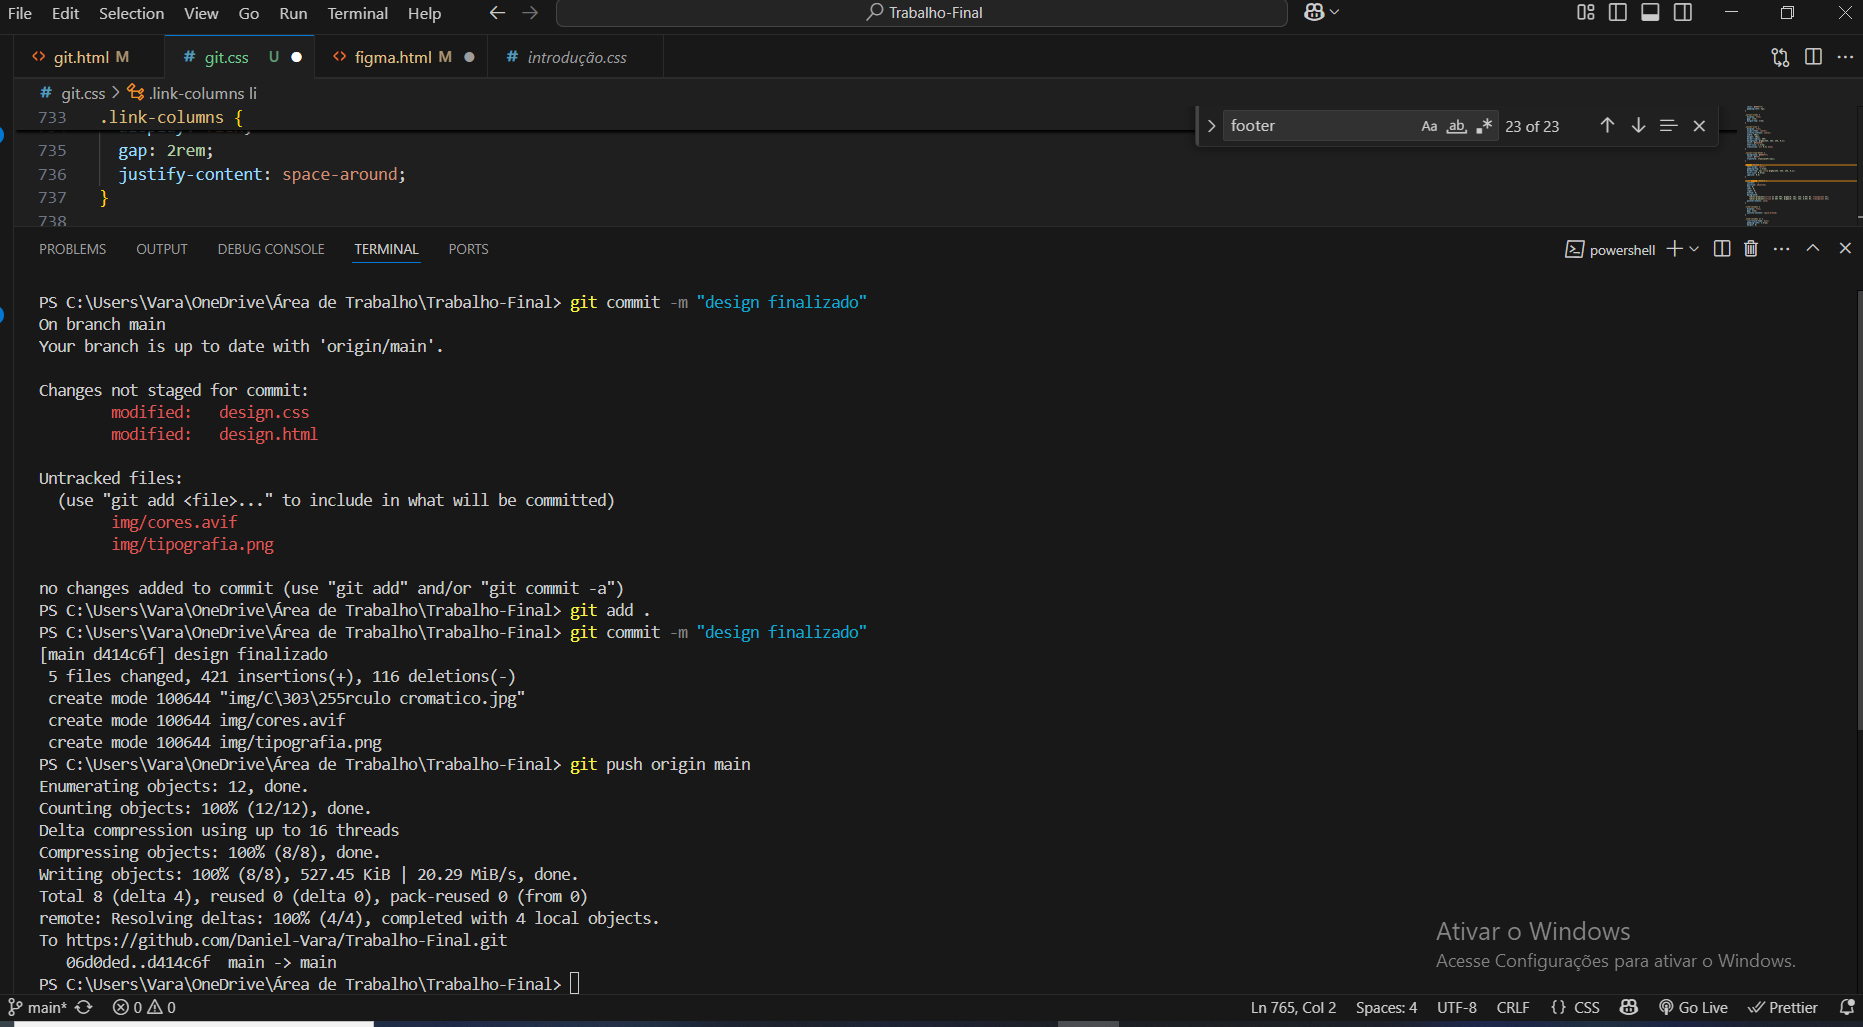 File Edit Selection View Go Run Terminal Help
Trabalho-Final
git.html M
git.css U
figma.html M
introdução.css
git.css > .link-columns li
733 .link-columns {
735 gap: 2rem;
736 justify-content: space-around;
737 }
738
footer
Aa ab 23 of 23
PROBLEMS OUTPUT DEBUG CONSOLE TERMINAL PORTS
powershell
PS C:\Users\Vara\OneDrive\Área de Trabalho\Trabalho-Final> git commit -m "design finalizado"
On branch main
Your branch is up to date with 'origin/main'.
Changes not staged for commit:
modified: design.css
modified: design.html
Untracked files:
(use "git add <file>..." to include in what will be committed)
img/cores.avif
img/tipografia.png
no changes added to commit (use "git add" and/or "git commit -a")
PS C:\Users\Vara\OneDrive\Área de Trabalho\Trabalho-Final> git add .
PS C:\Users\Vara\OneDrive\Área de Trabalho\Trabalho-Final> git commit -m "design finalizado"
[main d414c6f] design finalizado
5 files changed, 421 insertions(+), 116 deletions(-)
create mode 100644 "img/C\303\255rculo cromatico.jpg"
create mode 100644 img/cores.avif
create mode 100644 img/tipografia.png
PS C:\Users\Vara\OneDrive\Área de Trabalho\Trabalho-Final> git push origin main
Enumerating objects: 12, done.
Counting objects: 100% (12/12), done.
Delta compression using up to 16 threads
Compressing objects: 100% (8/8), done.
Writing objects: 100% (8/8), 527.45 KiB | 20.29 MiB/s, done.
Total 8 (delta 4), reused 0 (delta 0), pack-reused 0 (from 0)
remote: Resolving deltas: 100% (4/4), completed with 4 local objects.
To https://github.com/Daniel-Vara/Trabalho-Final.git
06d0ded..d414c6f main -> main
PS C:\Users\Vara\OneDrive\Área de Trabalho\Trabalho-Final>
Ativar o Windows
Acesse Configurações para ativar o Windows.
main* 0 0
Ln 765, Col 2 Spaces: 4 UTF-8 CRLF {} CSS Go Live Prettier